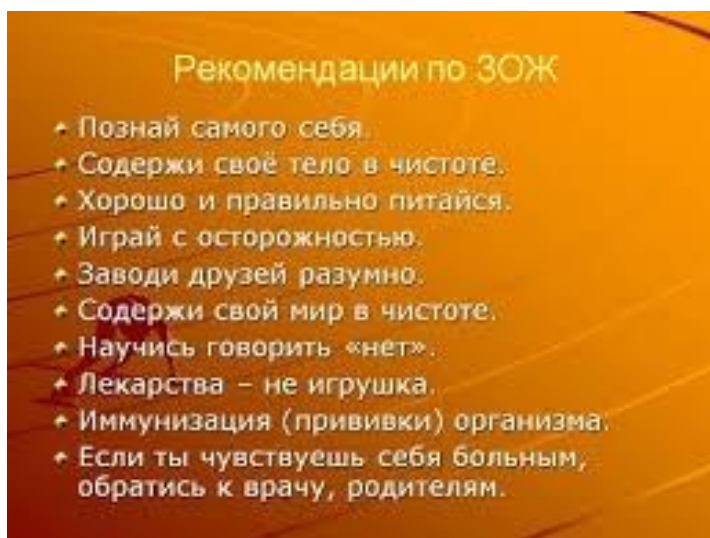 Рекомендации по ЗОЖ
Познай самого себя.
Содержи своё тело в чистоте.
Хорошо и правильно питайся.
Играй с осторожностью.
Заводи друзей разумно.
Содержи свой мир в чистоте.
Научись говорить «нет».
Лекарства – не игрушка.
Иммунизация (прививки) организма.
Если ты чувствуешь себя больным,
обратись к врачу, родителям.